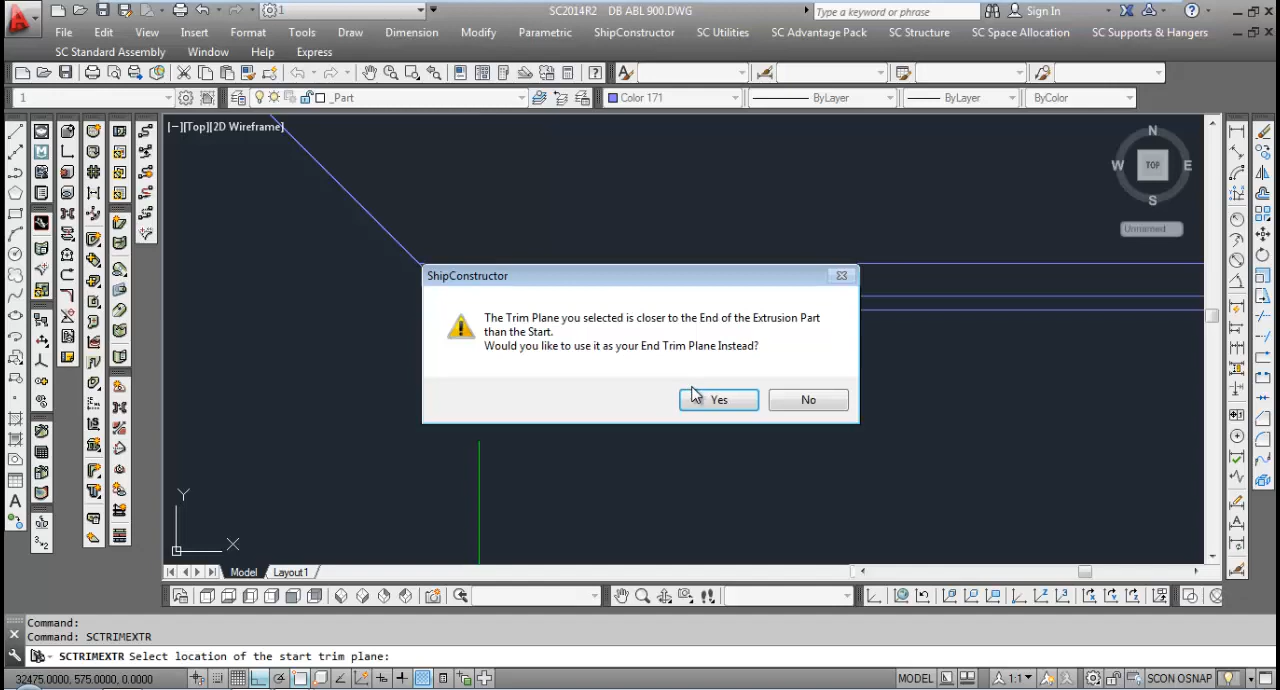 1
SC2014R2 DB ABL 900.DWG
Type a keyword or phrase
Sign In
File Edit View Insert Format Tools Draw Dimension Modify Parametric ShipConstructor SC Utilities SC Advantage Pack SC Structure SC Space Allocation SC Supports & Hangers
SC Standard Assembly Window Help Express
1
_Part
Color 171
ByLayer
ByLayer
ByColor
[−][Top][2D Wireframe]
N
W TOP E
S
Unnamed
ShipConstructor
The Trim Plane you selected is closer to the End of the Extrusion Part
than the Start.
Would you like to use it as your End Trim Plane Instead?
Yes No
Y
X
Model Layout1
Command:
Command: SCTRIMEXTR
SCTRIMEXTR Select location of the start trim plane:
32475.0000, 575.0000, 0.0000
MODEL
1:1
SCON OSNAP